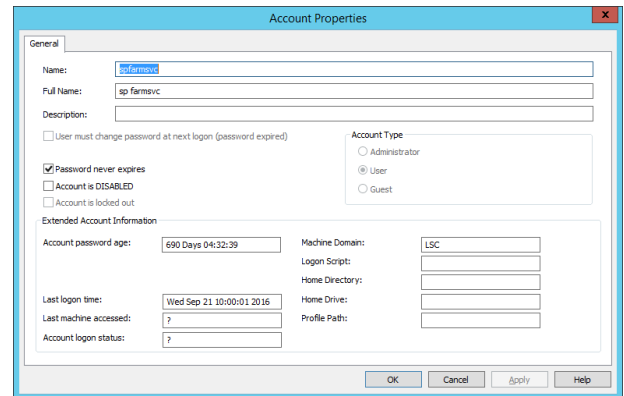 Account Properties
x
General
Name: spfarmsvc
Full Name: sp farmsvc
Description:
User must change password at next logon (password expired)
Account Type
Administrator
User
Guest
Password never expires
Account is DISABLED
Account is locked out
Extended Account Information
Account password age: 690 Days 04:32:39
Machine Domain: LSC
Logon Script:
Home Directory:
Last logon time: Wed Sep 21 10:00:01 2016
Home Drive:
Last machine accessed: ?
Profile Path:
Account logon status: ?
OK Cancel Apply Help